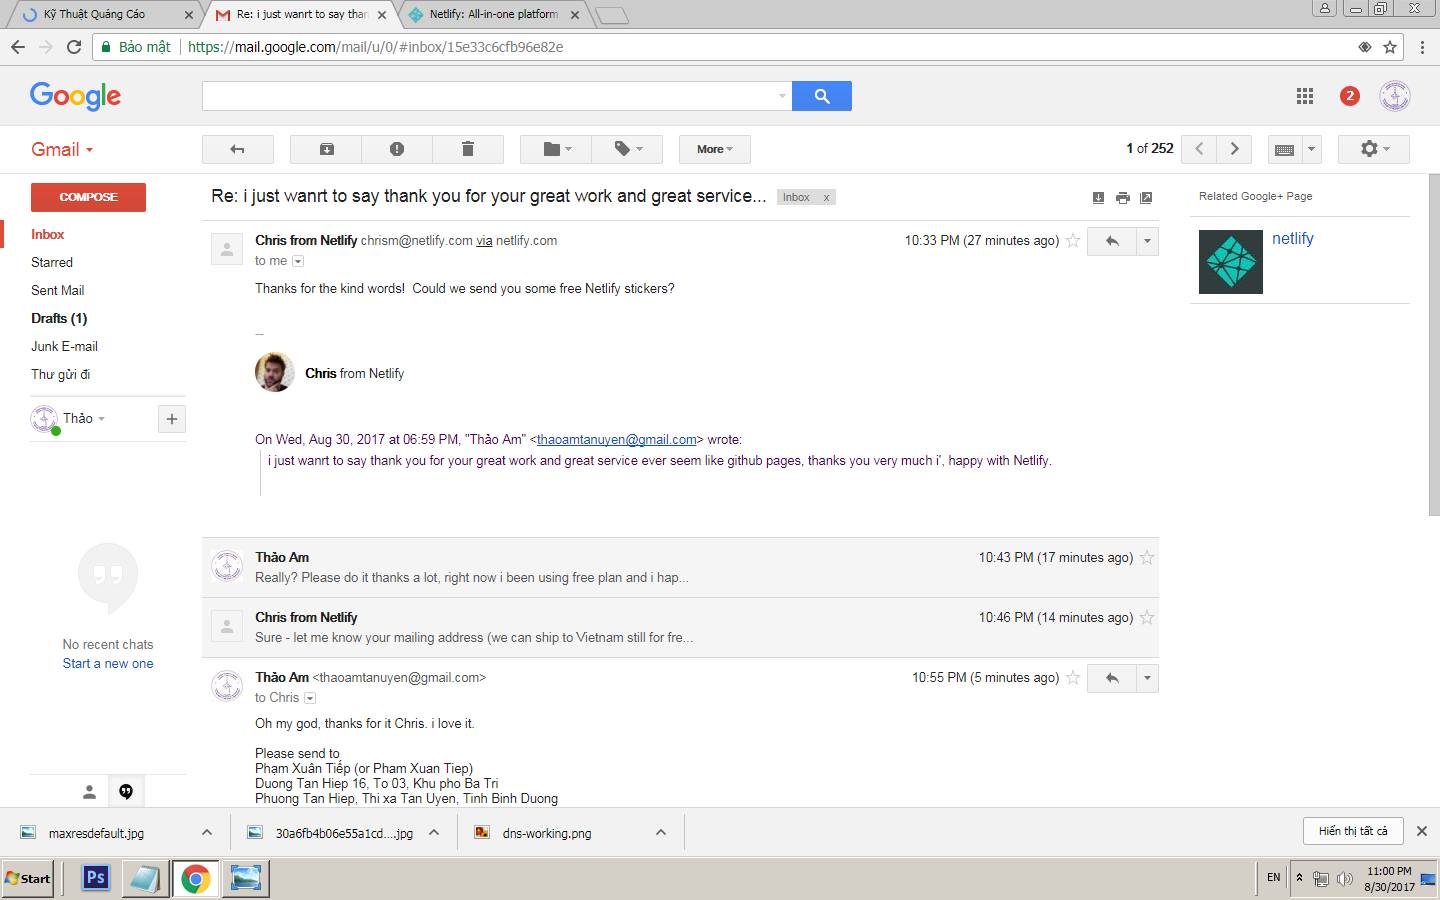 Kỹ Thuật Quảng Cáo
Re: i just wanrt to say than
Netlify: All-in-one platform
Bảo mật
https://mail.google.com/mail/u/0/#inbox/15e33c6cfb96e82e
Google
2
Gmail
More
1 of 252
COMPOSE
Inbox
Starred
Sent Mail
Drafts (1)
Junk E-mail
Thư gửi đi
Thảo
No recent chats
Start a new one
Re: i just wanrt to say thank you for your great work and great service...
Inbox x
Chris from Netlify chrism@netlify.com via netlify.com
10:33 PM (27 minutes ago)
to me
Thanks for the kind words!  Could we send you some free Netlify stickers?
--
Chris from Netlify
On Wed, Aug 30, 2017 at 06:59 PM, "Thảo Am" <thaoamtanuyen@gmail.com> wrote:
i just wanrt to say thank you for your great work and great service ever seem like github pages, thanks you very much i', happy with Netlify.
Thảo Am
10:43 PM (17 minutes ago)
Really? Please do it thanks a lot, right now i been using free plan and i hap...
Chris from Netlify
10:46 PM (14 minutes ago)
Sure - let me know your mailing address (we can ship to Vietnam still for fre...
Thảo Am <thaoamtanuyen@gmail.com>
10:55 PM (5 minutes ago)
to Chris
Oh my god, thanks for it Chris. i love it.
Please send to
Phạm Xuân Tiếp (or Pham Xuan Tiep)
Duong Tan Hiep 16, To 03, Khu pho Ba Tri
Phuong Tan Hiep, Thi xa Tan Uyen, Tinh Binh Duong
Related Google+ Page
netlify
maxresdefault.jpg
30a6fb4b06e55a1cd....jpg
dns-working.png
Hiển thị tất cả
Start
Ps
EN
11:00 PM
8/30/2017